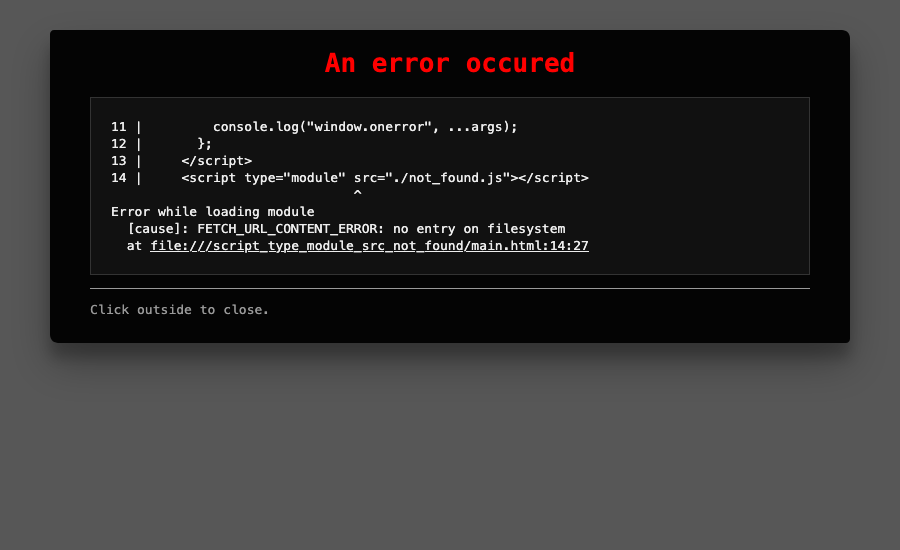 An error occured
11 |         console.log("window.onerror", ...args);
12 |       };
13 |     </script>
14 |     <script type="module" src="./not_found.js"></script>
                               ^
Error while loading module
  [cause]: FETCH_URL_CONTENT_ERROR: no entry on filesystem
  at file:///script_type_module_src_not_found/main.html:14:27
Click outside to close.